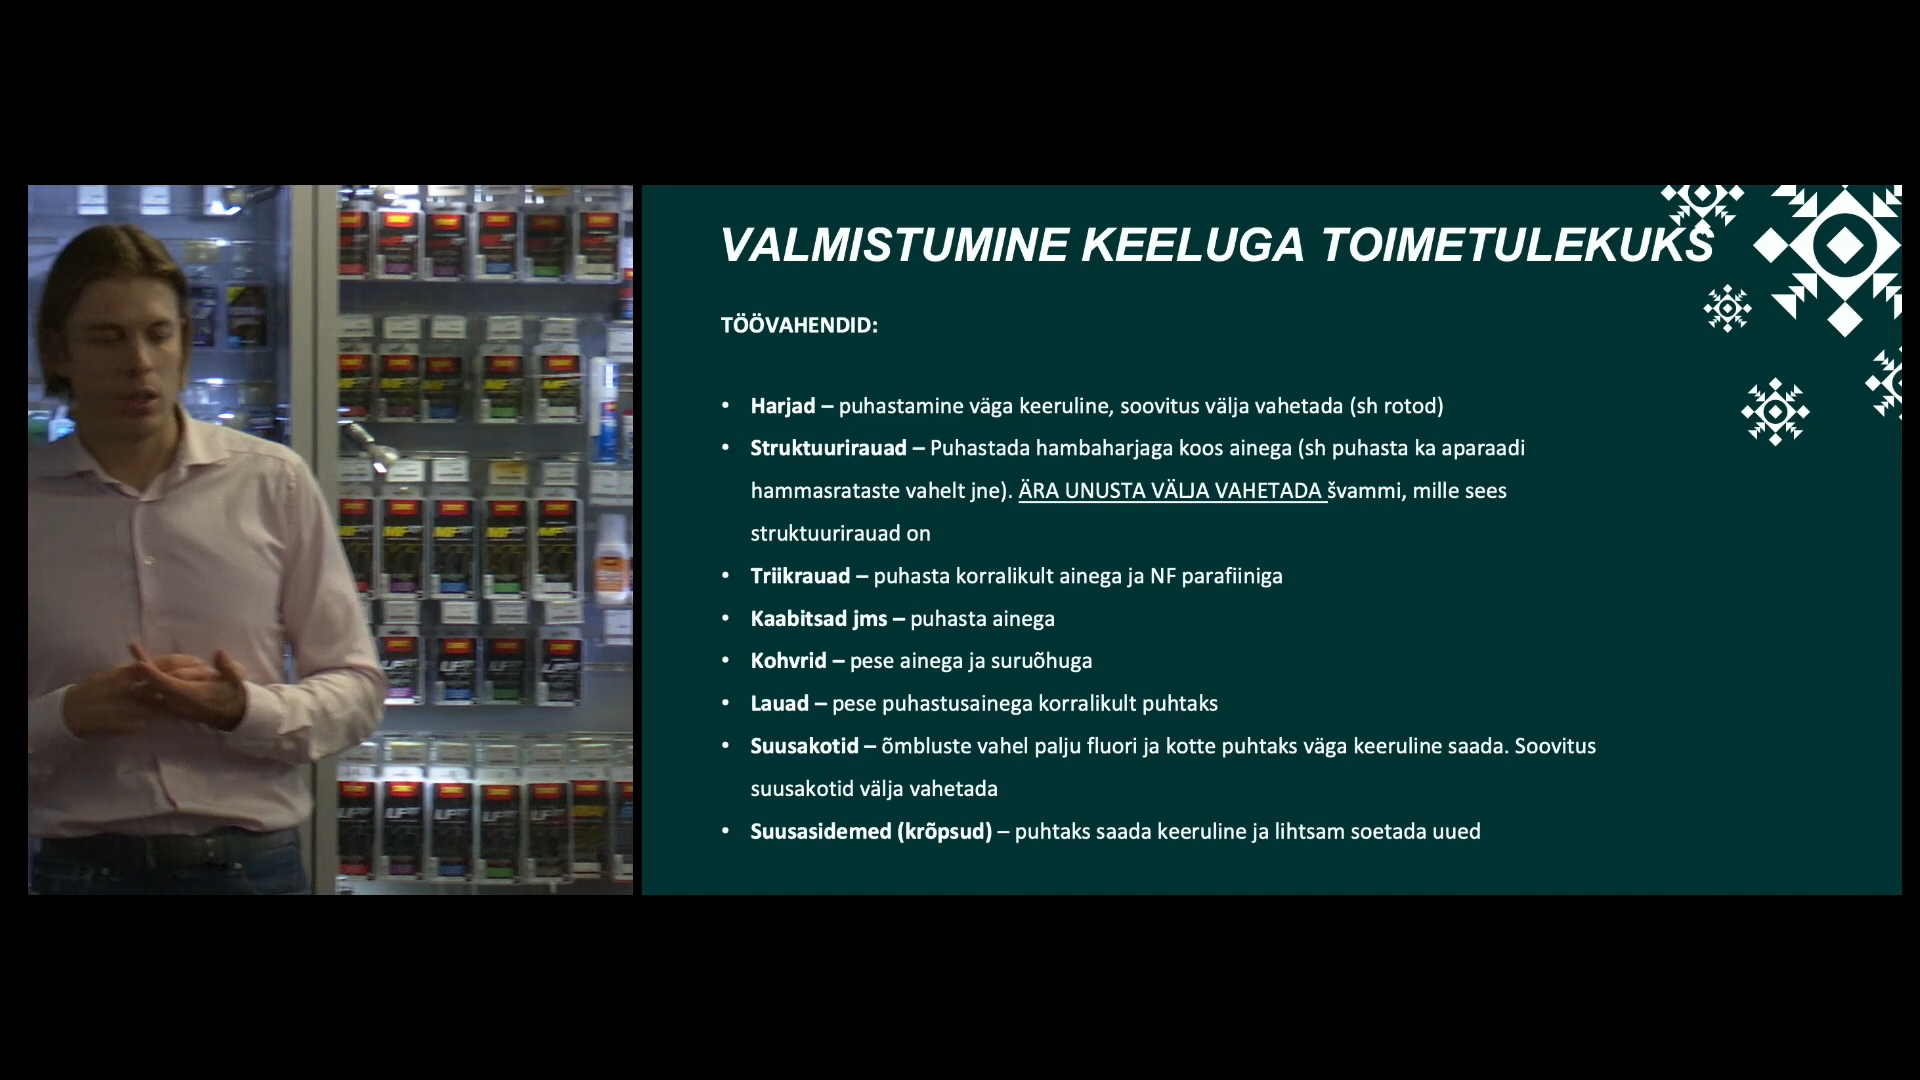 VALMISTUMINE KEELUGA TOIMETULEKUKS
TÖÖVAHENDID:
• Harjad – puhastamine väga keeruline, soovitus välja vahetada (sh rotod)
• Struktuurirauad – Puhastada hambaharjaga koos ainega (sh puhasta ka aparaadi
hammasrataste vahelt jne). ÄRA UNUSTA VÄLJA VAHETADA švammi, mille sees
struktuurirauad on
• Triikrauad – puhasta korralikult ainega ja NF parafiiniga
• Kaabitsad jms – puhasta ainega
• Kohvrid – pese ainega ja suruõhuga
• Lauad – pese puhastusainega korralikult puhtaks
• Suusakotid – õmbluste vahel palju fluori ja kotte puhtaks väga keeruline saada. Soovitus
suusakotid välja vahetada
• Suusasidemed (krõpsud) – puhtaks saada keeruline ja lihtsam soetada uued